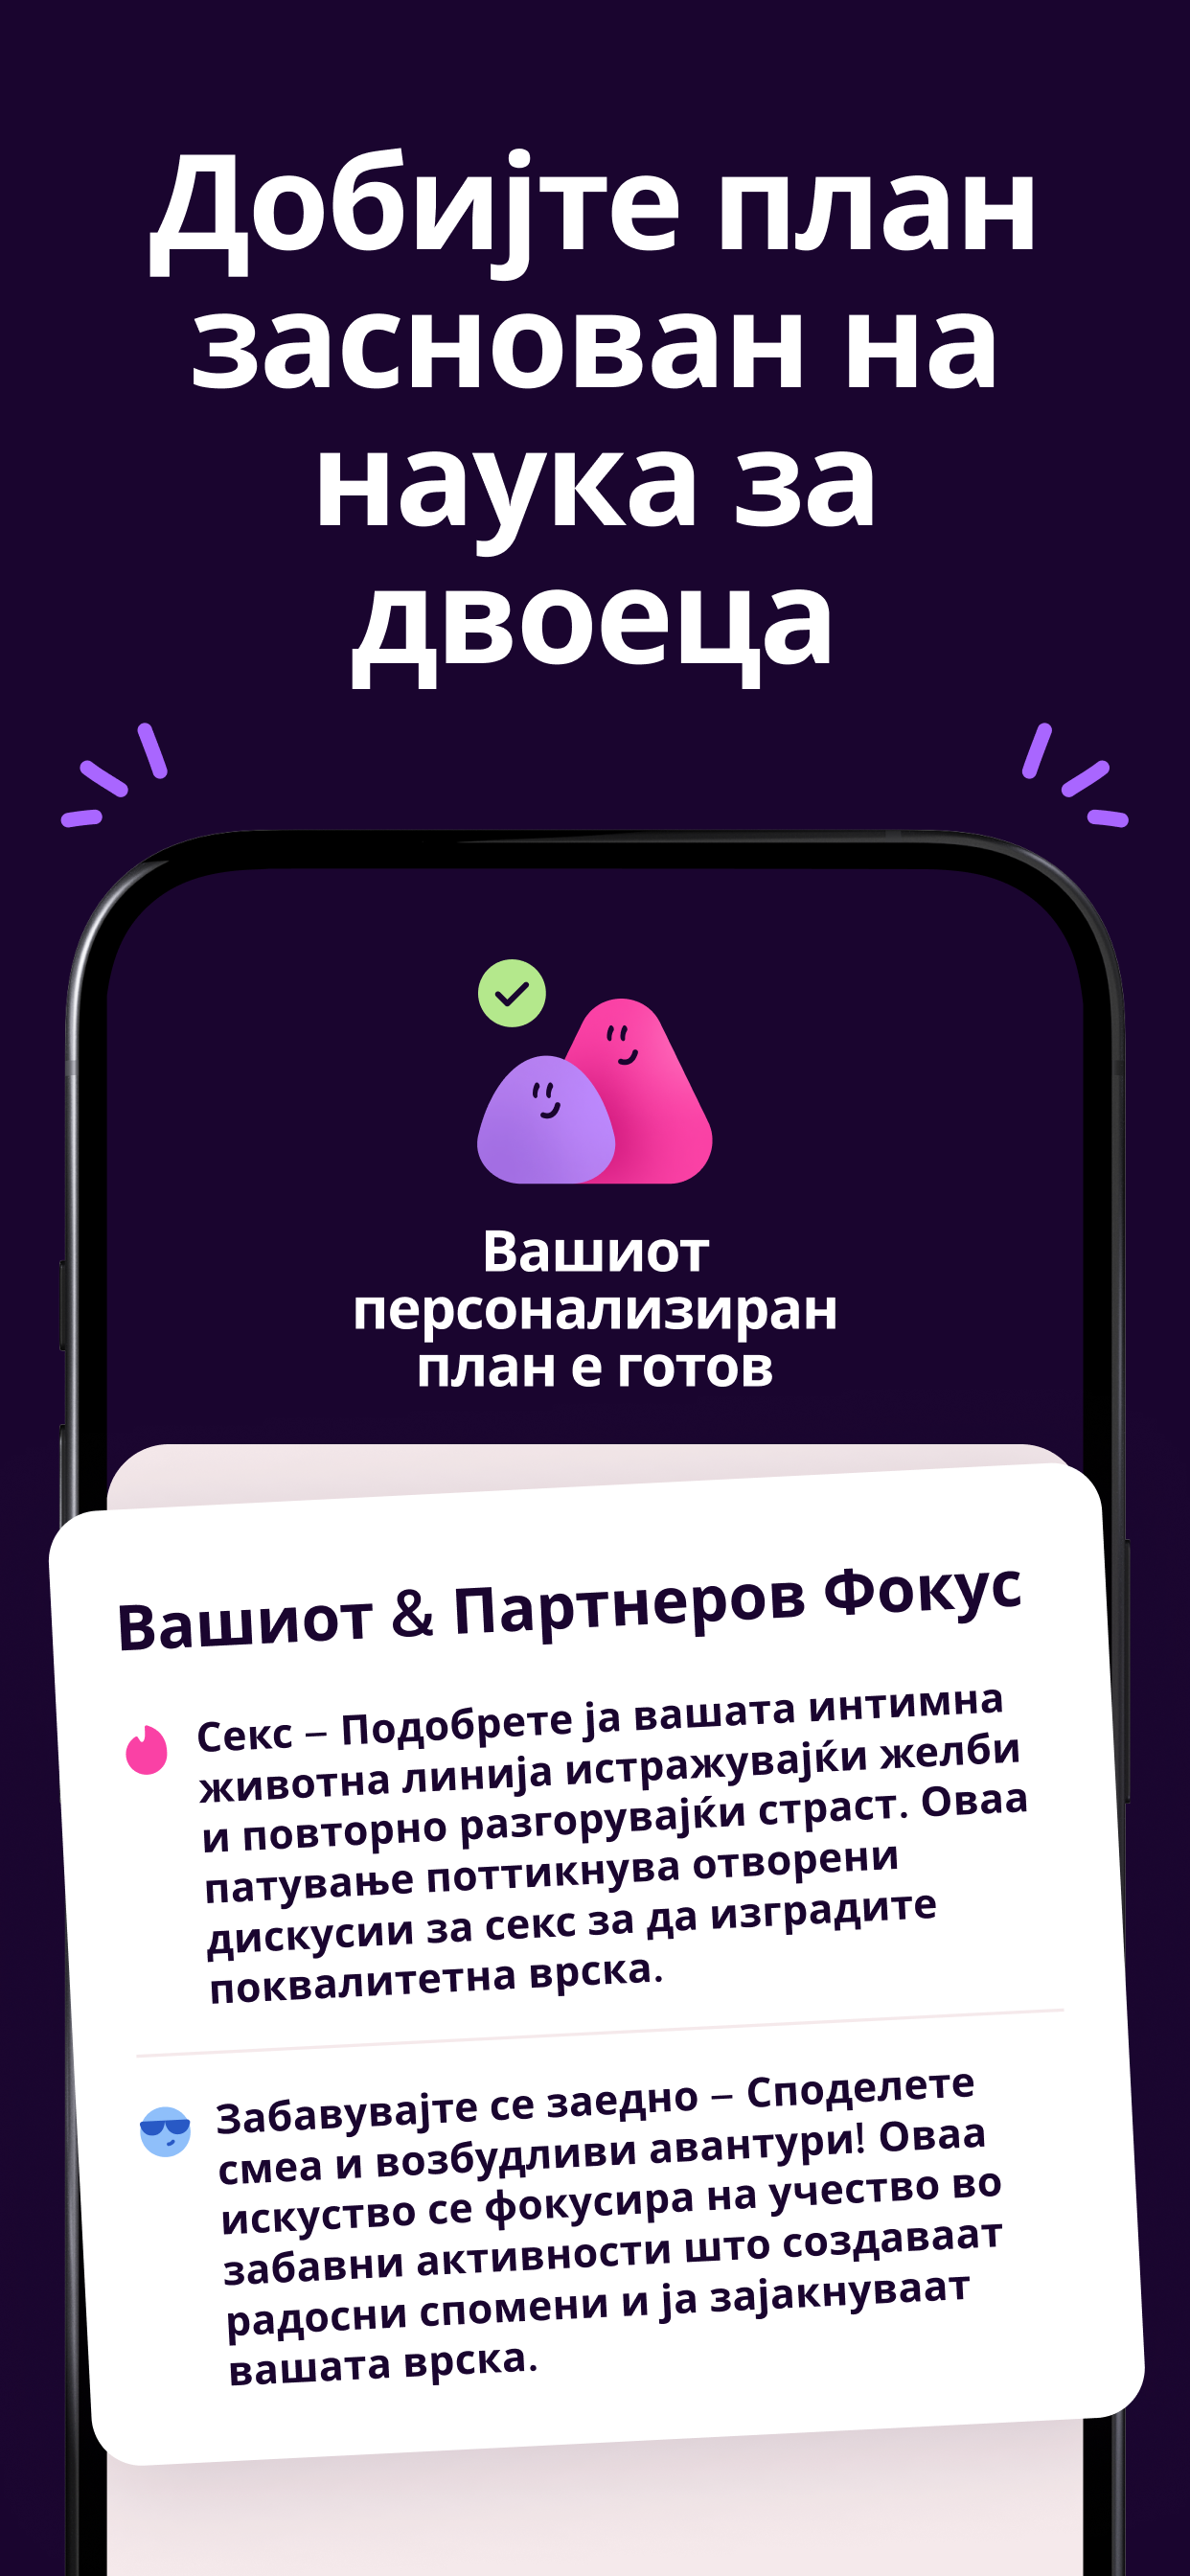 Добијте план
заснован на
наука за
двоеца
Вашиот
персонализиран
план е готов
Вашиот & Партнеров Фокус
Секс – Подобрете ја вашата интимна
животна линија истражувајќи желби
и повторно разгорувајќи страст. Оваа
патување поттикнува отворени
дискусии за секс за да изградите
поквалитетна врска.
Забавувајте се заедно – Споделете
смеа и возбудливи авантури! Оваа
искуство се фокусира на учество во
забавни активности што создаваат
радосни спомени и ја зајакнуваат
вашата врска.